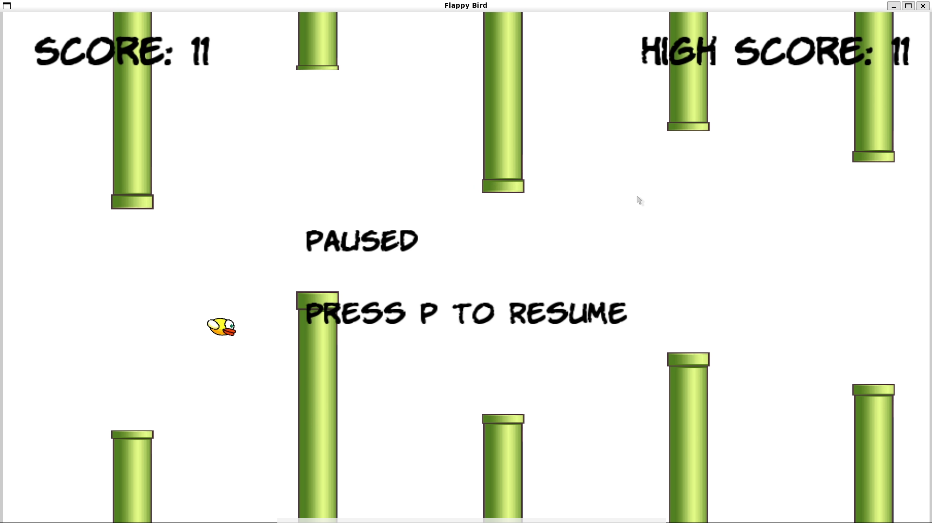 Flappy Bird
SCORE: 11
HIGH SCORE: 11
PAUSED
PRESS P TO RESUME